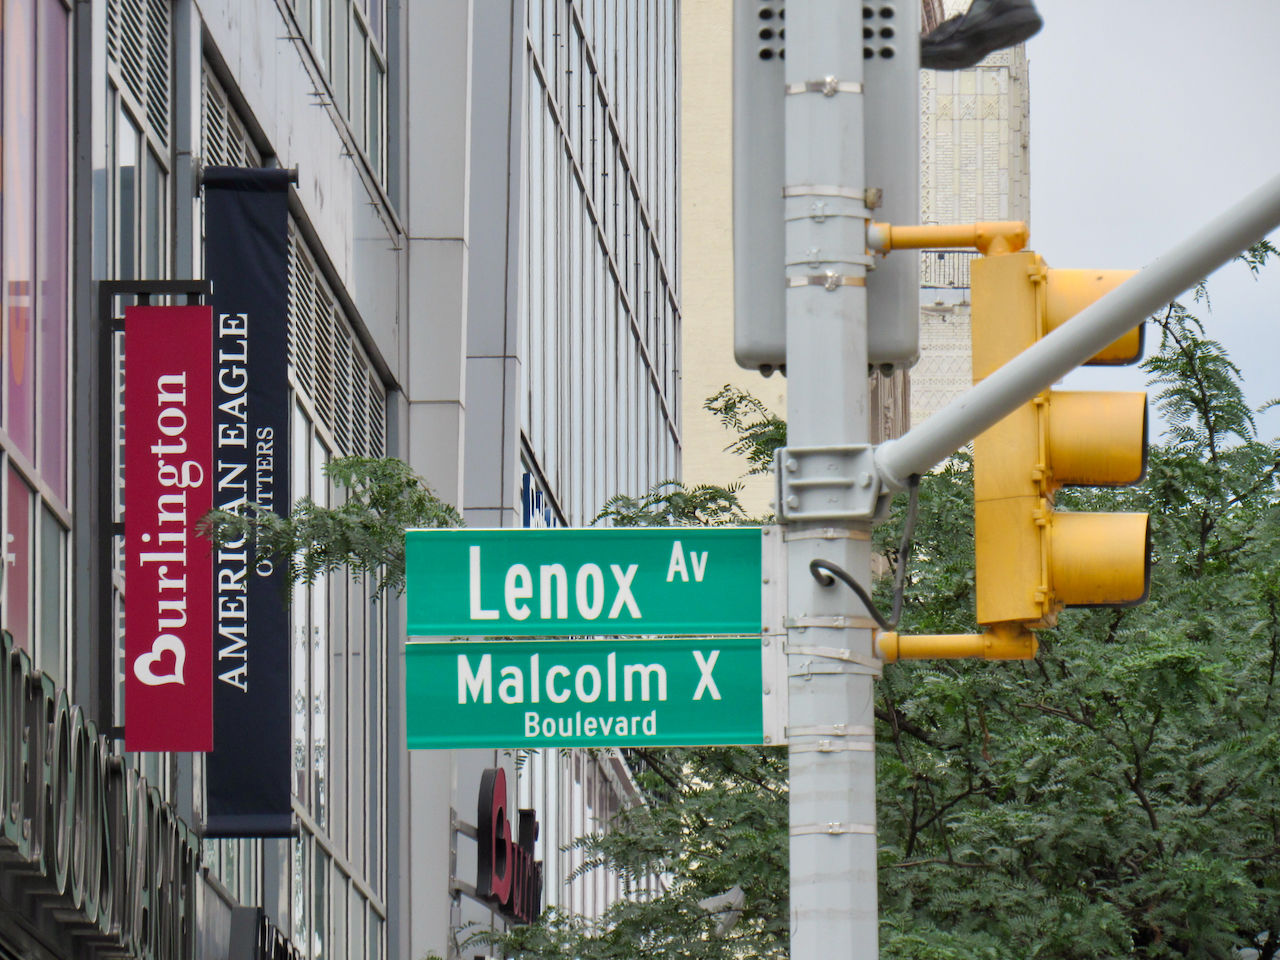 Burlington
AMERICAN EAGLE
OUTFITTERS
Lenox Av
Malcolm X
Boulevard